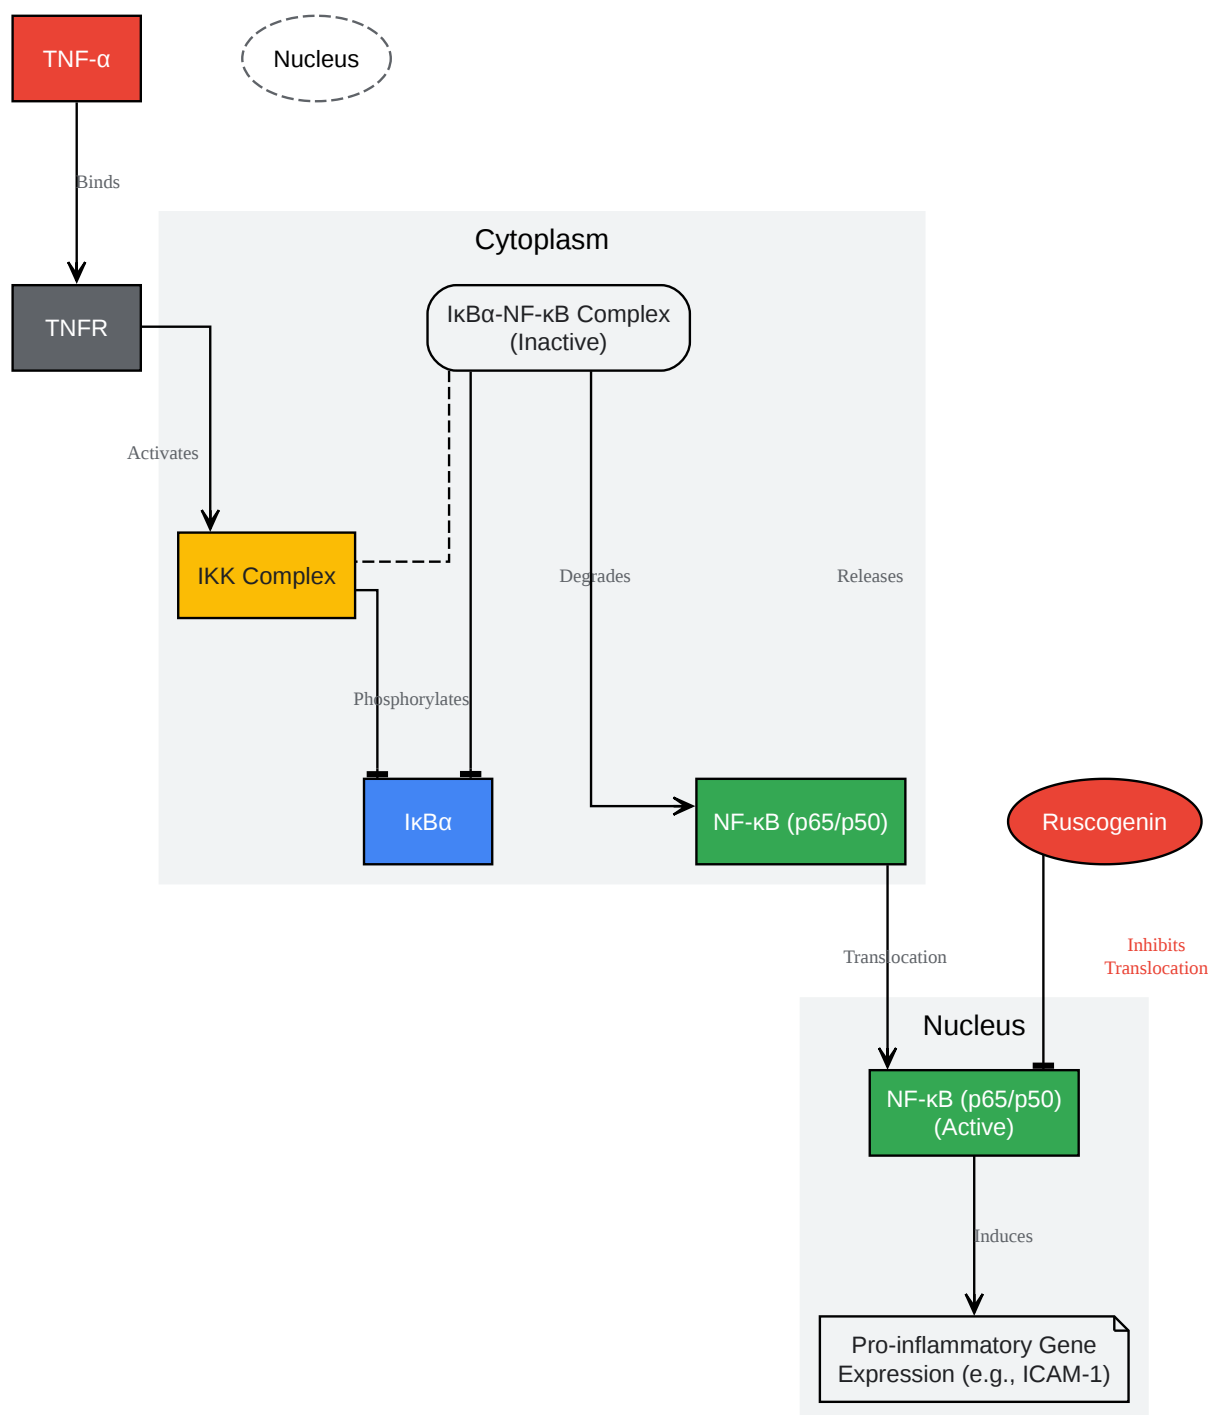 TNF-α
Nucleus
Binds
Cytoplasm
TNFR
IκBα-NF-κB Complex
(Inactive)
Activates
IKK Complex
Degrades
Releases
Phosphorylates
IκBα
NF-κB (p65/p50)
Ruscogenin
Translocation
Inhibits
Translocation
Nucleus
NF-κB (p65/p50)
(Active)
Induces
Pro-inflammatory Gene
Expression (e.g., ICAM-1)